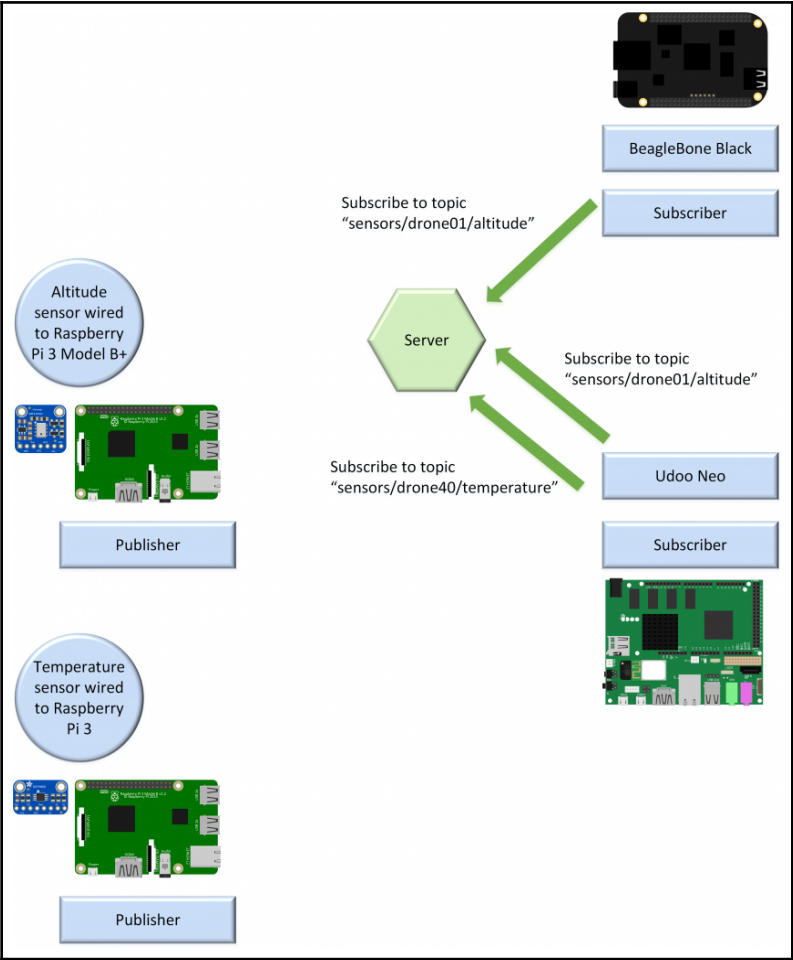 BeagleBone Black
Subscribe to topic
“sensors/drone01/altitude”
Subscriber
Altitude
sensor wired
to Raspberry
Pi 3 Model B+
Server
Subscribe to topic
“sensors/drone01/altitude”
Subscribe to topic
“sensors/drone40/temperature”
Udoo Neo
Publisher
Subscriber
Temperature
sensor wired
to Raspberry
Pi 3
Publisher